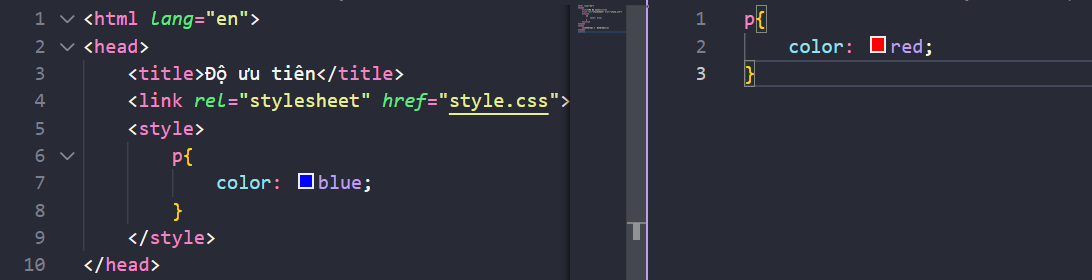 1 <html lang="en">
2 <head>
3 <title>Độ ưu tiên</title>
4 <link rel="stylesheet" href="style.css">
5 <style>
6 p{
7 color: blue;
8 }
9 </style>
10 </head>
1 p{
2 color: red;
3 }